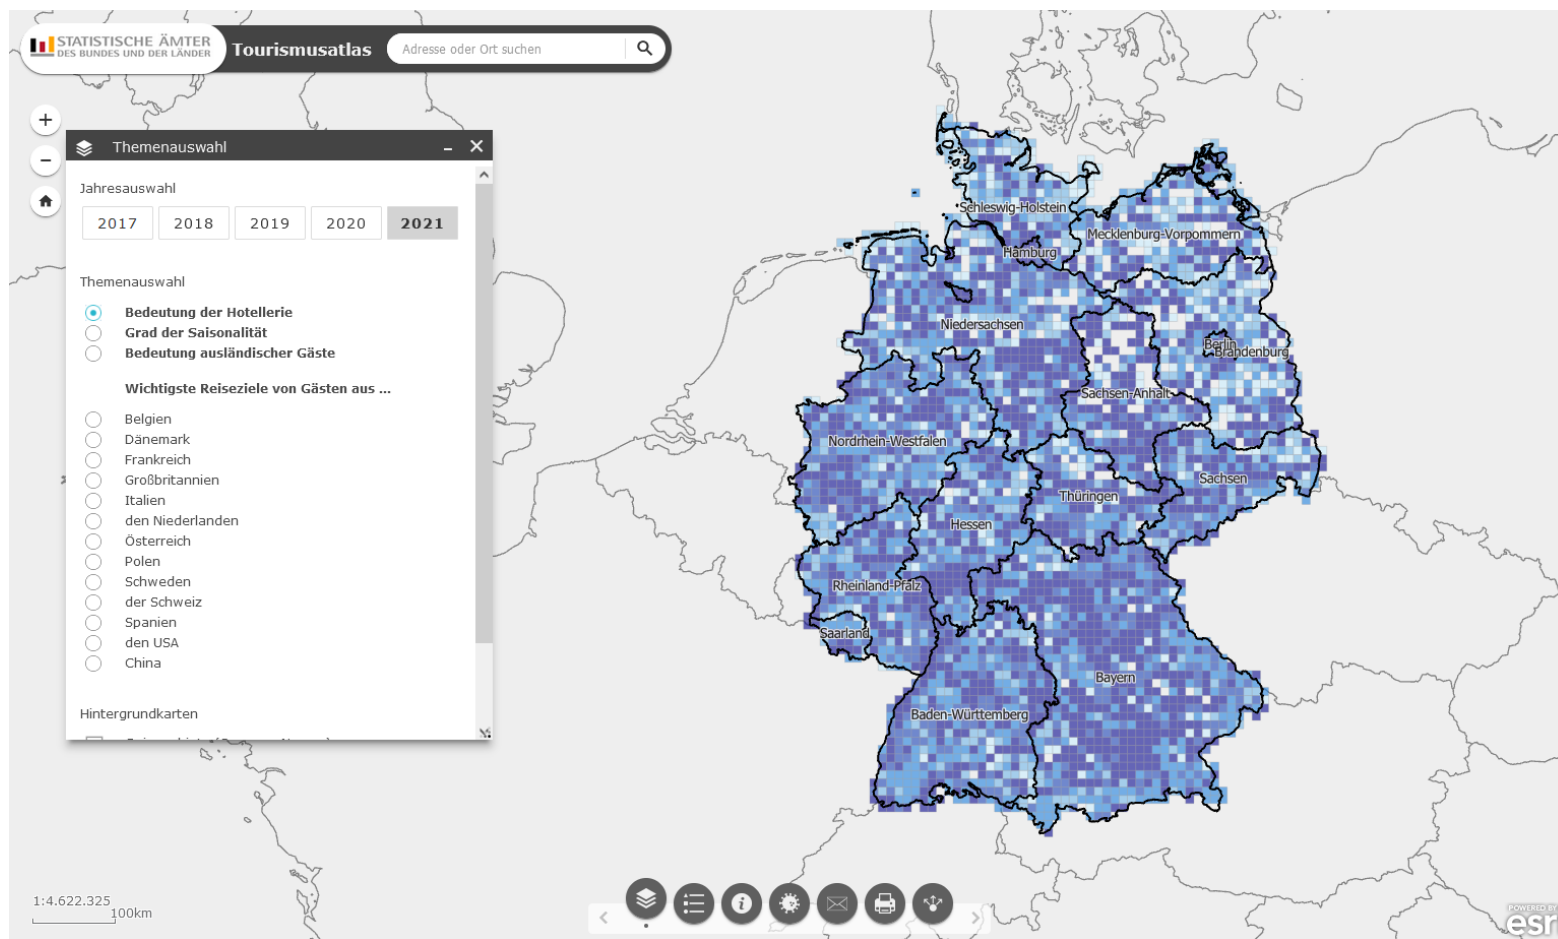 STATISTISCHE ÄMTER
DES BUNDES UND DER LÄNDER
Tourismusatlas
Adresse oder Ort suchen
Themenauswahl
Jahresauswahl
2017 2018 2019 2020 2021
Themenauswahl
Bedeutung der Hotellerie
Grad der Saisonalität
Bedeutung ausländischer Gäste
Wichtigste Reiseziele von Gästen aus ...
Belgien
Dänemark
Frankreich
Großbritannien
Italien
den Niederlanden
Österreich
Polen
Schweden
der Schweiz
Spanien
den USA
China
Hintergrundkarten
Schleswig-Holstein
Mecklenburg-Vorpommern
Hamburg
Niedersachsen
Berlin
Brandenburg
Sachsen-Anhalt
Nordrhein-Westfalen
Sachsen
Thüringen
Hessen
Rheinland-Pfalz
Saarland
Bayern
Baden-Württemberg
1:4.622.325
100km
POWERED BY
esri